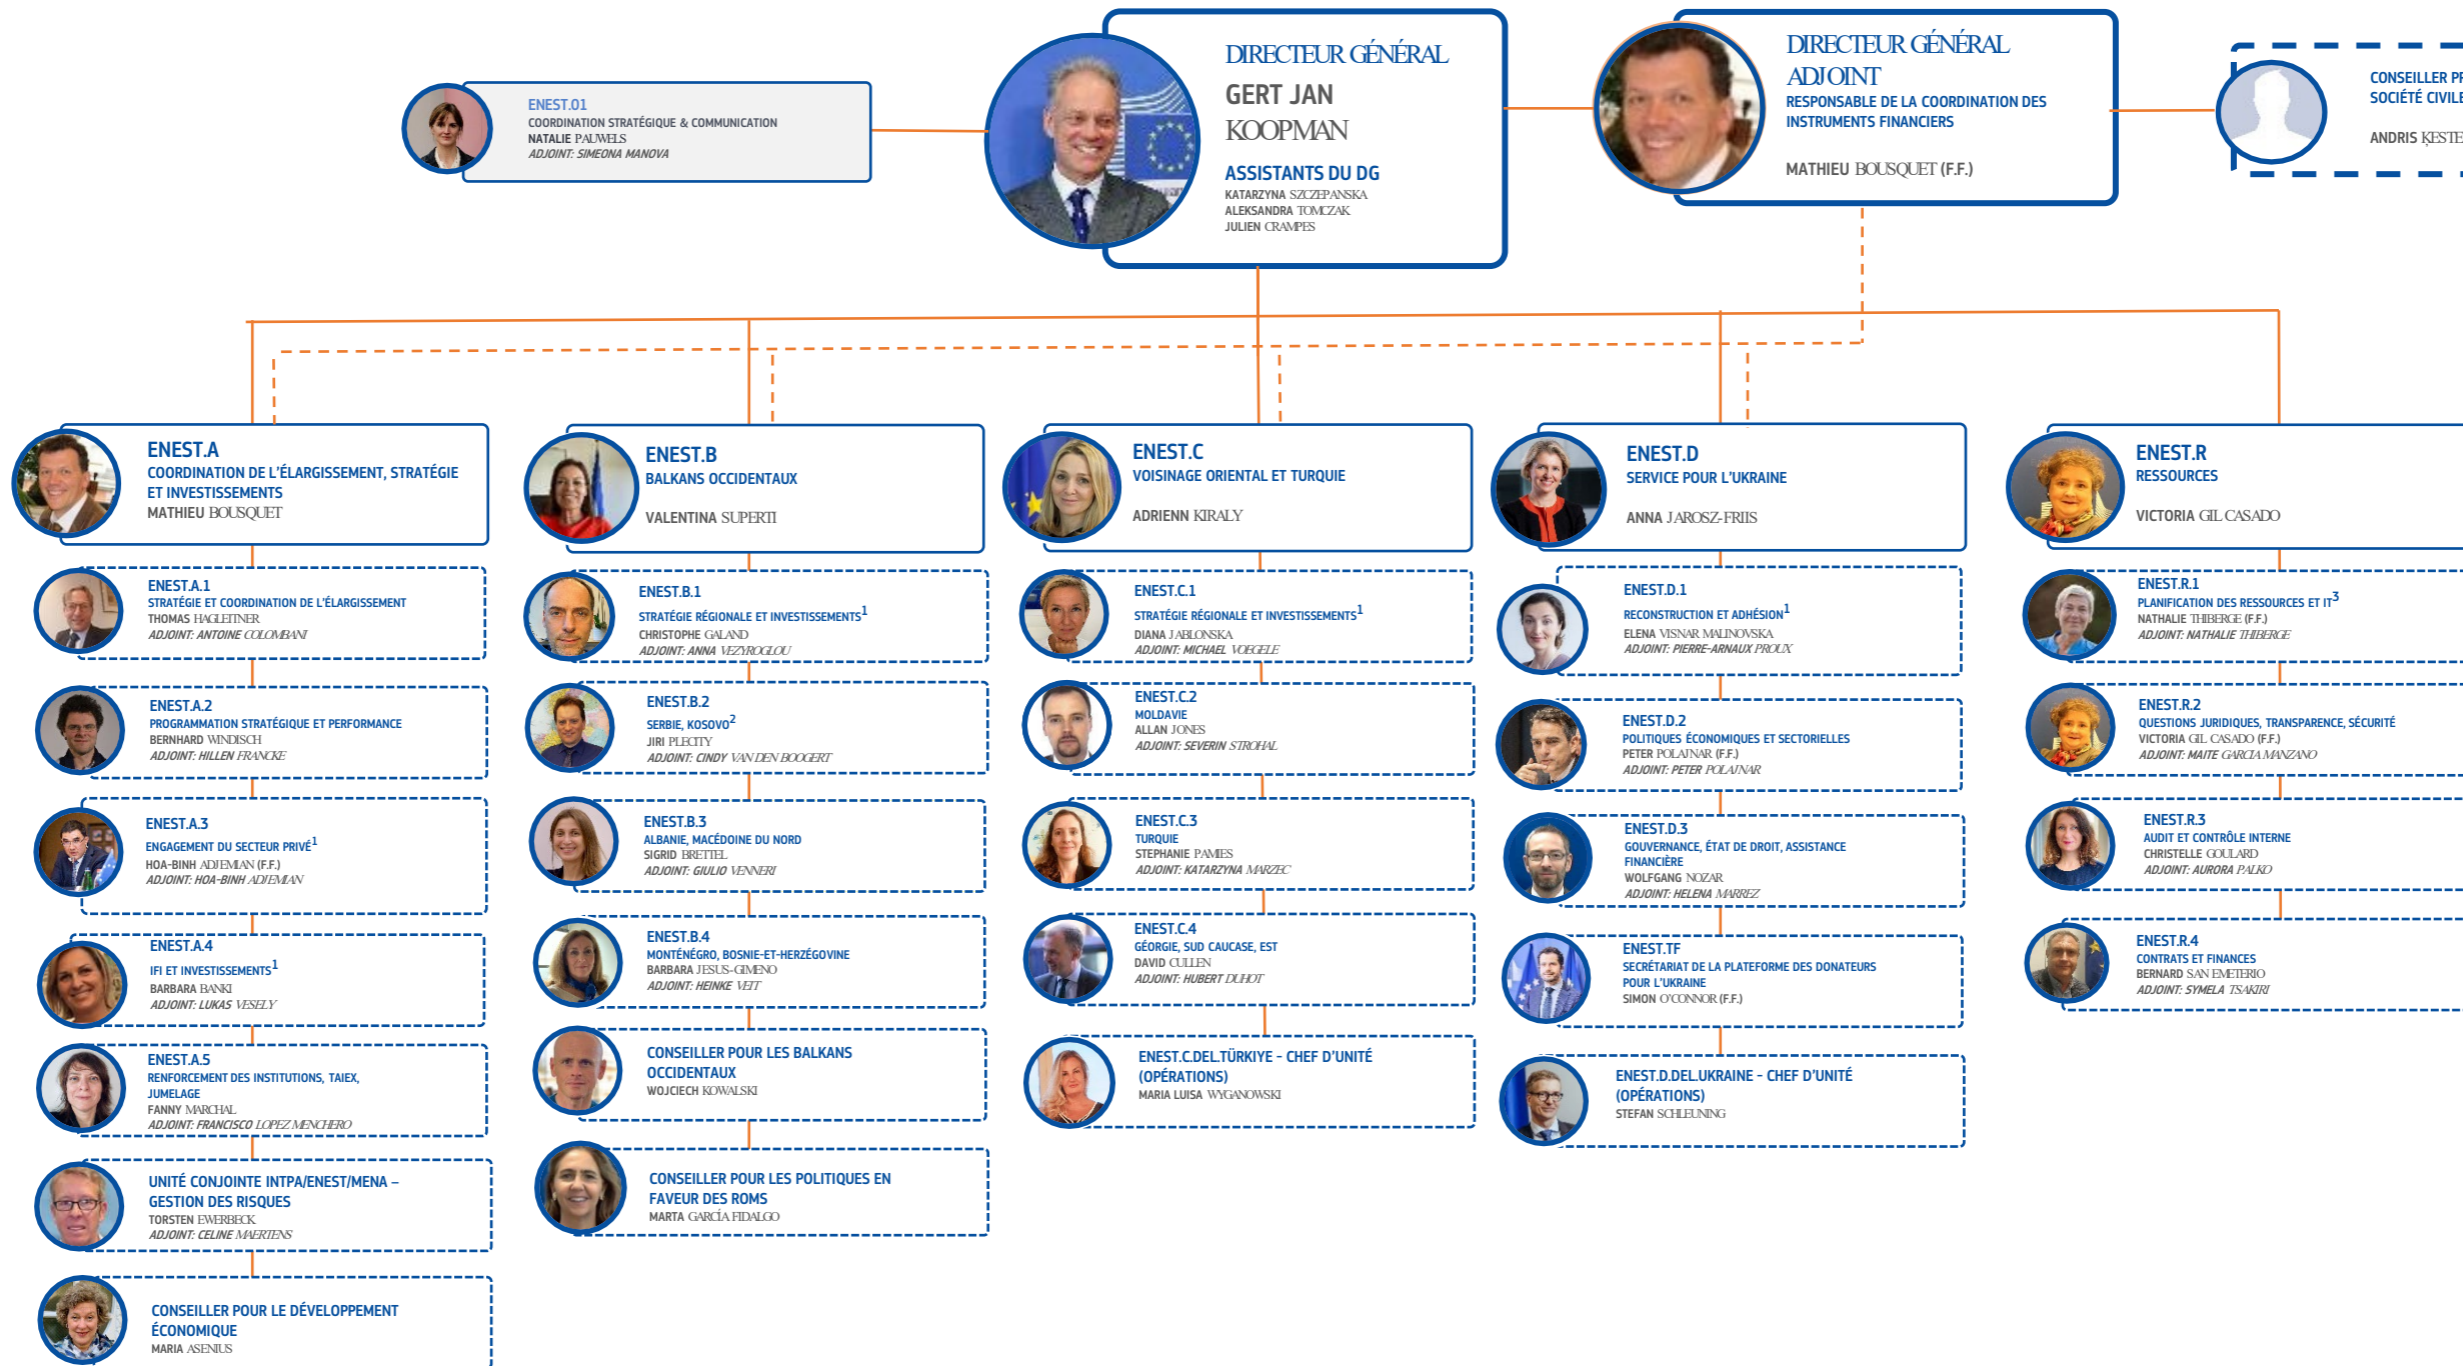 DIRECTEUR GÉNÉRAL
GERT JAN
KOOPMAN
ASSISTANTS DU DG
KATARZYNA SZCZEPANSKA
ALEKSANDRA TOMCZAK
JULIEN CRAMPES
DIRECTEUR GÉNÉRAL
ADJOINT
RESPONSABLE DE LA COORDINATION DES
INSTRUMENTS FINANCIERS
MATHIEU BOUSQUET (F.F.)
CONSEILLER
SOCIÉTÉ
ANDRIS
ENEST.01
COORDINATION STRATÉGIQUE & COMMUNICATION
NATALIE PAUWELS
ADJOINT: SIMEONA MANOVA
ENEST.A
COORDINATION DE L'ÉLARGISSEMENT, STRATÉGIE
ET INVESTISSEMENTS
MATHIEU BOUSQUET
ENEST.A.1
STRATÉGIE ET COORDINATION DE L'ÉLARGISSEMENT
THOMAS HAGLEITNER
ADJOINT: ANTOINE COLOMBANI
ENEST.A.2
PROGRAMMATION STRATÉGIQUE ET PERFORMANCE
BERNHARD WINDISCH
ADJOINT: HILLEN FRANCKE
ENEST.A.3
ENGAGEMENT DU SECTEUR PRIVÉ1
HOA-BINH ADJEMIAN (F.F.)
ADJOINT: HOA-BINH ADJEMIAN
ENEST.A.4
IFI ET INVESTISSEMENTS1
BARBARA BANKI
ADJOINT: LUKAS VESELY
ENEST.A.5
RENFORCEMENT DES INSTITUTIONS, TAIEX,
JUMELAGE
FANNY MARCHAL
ADJOINT: FRANCISCO LOPEZ MENCHERO
UNITÉ CONJOINTE INTPA/ENEST/MENA –
GESTION DES RISQUES
TORSTEN EWERBECK
ADJOINT: CELINE MAERTENS
CONSEILLER POUR LE DÉVELOPPEMENT
ÉCONOMIQUE
MARIA ASENIUS
ENEST.B
BALKANS OCCIDENTAUX
VALENTINA SUPERTI
ENEST.B.1
STRATÉGIE RÉGIONALE ET INVESTISSEMENTS1
CHRISTOPHE GALAND
ADJOINT: ANNA VEZYROGLOU
ENEST.B.2
SERBIE, KOSOVO2
JIRI PLECITY
ADJOINT: CINDY VAN DEN BOOGERT
ENEST.B.3
ALBANIE, MACÉDOINE DU NORD
SIGRID BRETTEL
ADJOINT: GIULIO VENNERI
ENEST.B.4
MONTÉNÉGRO, BOSNIE-ET-HERZÉGOVINE
BARBARA JESUS-GIMENO
ADJOINT: HEINKE VEIT
CONSEILLER POUR LES BALKANS
OCCIDENTAUX
WOJCIECH KOWALSKI
CONSEILLER POUR LES POLITIQUES EN
FAVEUR DES ROMS
MARTA GARCÍA FIDALGO
ENEST.C
VOISINAGE ORIENTAL ET TURQUIE
ADRIENN KIRALY
ENEST.C.1
STRATÉGIE RÉGIONALE ET INVESTISSEMENTS1
DIANA JABLONSKA
ADJOINT: MICHAEL VOEGELE
ENEST.C.2
MOLDAVIE
ALLAN JONES
ADJOINT: SEVERIN STROHAL
ENEST.C.3
TURQUIE
STEPHANIE PAMIES
ADJOINT: KATARZYNA MARZEC
ENEST.C.4
GÉORGIE, SUD CAUCASE, EST
DAVID CULLEN
ADJOINT: HUBERT DUHOT
ENEST.C.DEL.TÜRKIYE - CHEF D'UNITÉ
(OPÉRATIONS)
MARIA LUISA WYGANOWSKI
ENEST.D
SERVICE POUR L'UKRAINE
ANNA JAROSZ-FRIIS
ENEST.D.1
RECONSTRUCTION ET ADHÉSION1
ELENA VISNAR MALINOVSKA
ADJOINT: PIERRE-ARNAUX PROUX
ENEST.D.2
POLITIQUES ÉCONOMIQUES ET SECTORIELLES
PETER POLAJNAR (F.F.)
ADJOINT: PETER POLAJNAR
ENEST.D.3
GOUVERNANCE, ÉTAT DE DROIT, ASSISTANCE
FINANCIÈRE
WOLFGANG NOZAR
ADJOINT: HELENA MARREZ
ENEST.TF
SECRÉTARIAT DE LA PLATEFORME DES DONATEURS
POUR L'UKRAINE
SIMON O'CONNOR (F.F.)
ENEST.D.DEL.UKRAINE - CHEF D'UNITÉ
(OPÉRATIONS)
STEFAN SCHLEUNING
ENEST.R
RESSOURCES
VICTORIA GIL CASADO
ENEST.R.1
PLANIFICATION DES RESSOURCES ET IT3
NATHALIE THIBERGE (F.F.)
ADJOINT: NATHALIE THIBERGE
ENEST.R.2
QUESTIONS JURIDIQUES, TRANSPARENCE, SÉCURITÉ
VICTORIA GIL CASADO (F.F.)
ADJOINT: MAITE GARCIA MANZANO
ENEST.R.3
AUDIT ET CONTRÔLE INTERNE
CHRISTELLE GOULARD
ADJOINT: AURORA PALKO
ENEST.R.4
CONTRATS ET FINANCES
BERNARD SAN EMETERIO
ADJOINT: SYMELA TSAKIRI